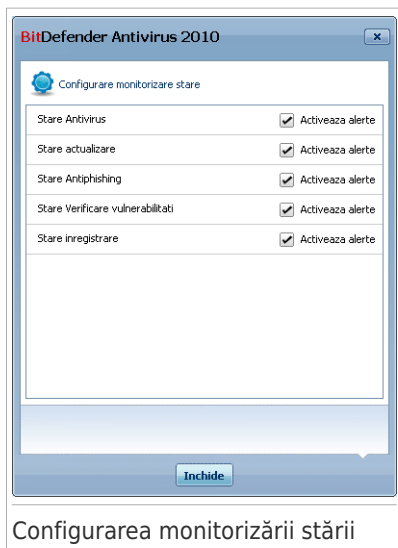 BitDefender Antivirus 2010
Configurare monitorizare stare
Stare Antivirus Activeaza alerte
Stare actualizare Activeaza alerte
Stare Antiphishing Activeaza alerte
Stare Verificare vulnerabilitati Activeaza alerte
Stare inregistrare Activeaza alerte
Inchide
Configurarea monitorizării stării